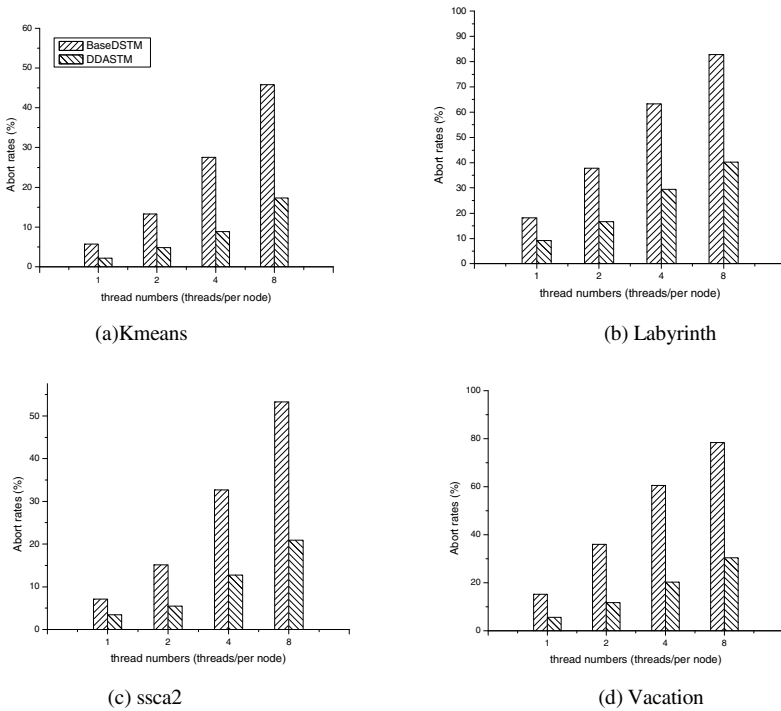 BaseDSTM
DDASTM
60
50
40
30
20
10
0
Abort rates (%)
1 2 4 8
thread numbers (threads/per node)
(a)Kmeans
100
90
80
70
60
50
40
30
20
10
0
Abort rates (%)
1 2 4 8
thread numbers (threads/per node)
(b) Labyrinth
50
40
30
20
10
0
Abort rates (%)
1 2 4 8
thread numbers (threads/per node)
(c) ssca2
100
80
60
40
20
0
Abort rates (%)
1 2 4 8
thread numbers (threads/per node)
(d) Vacation